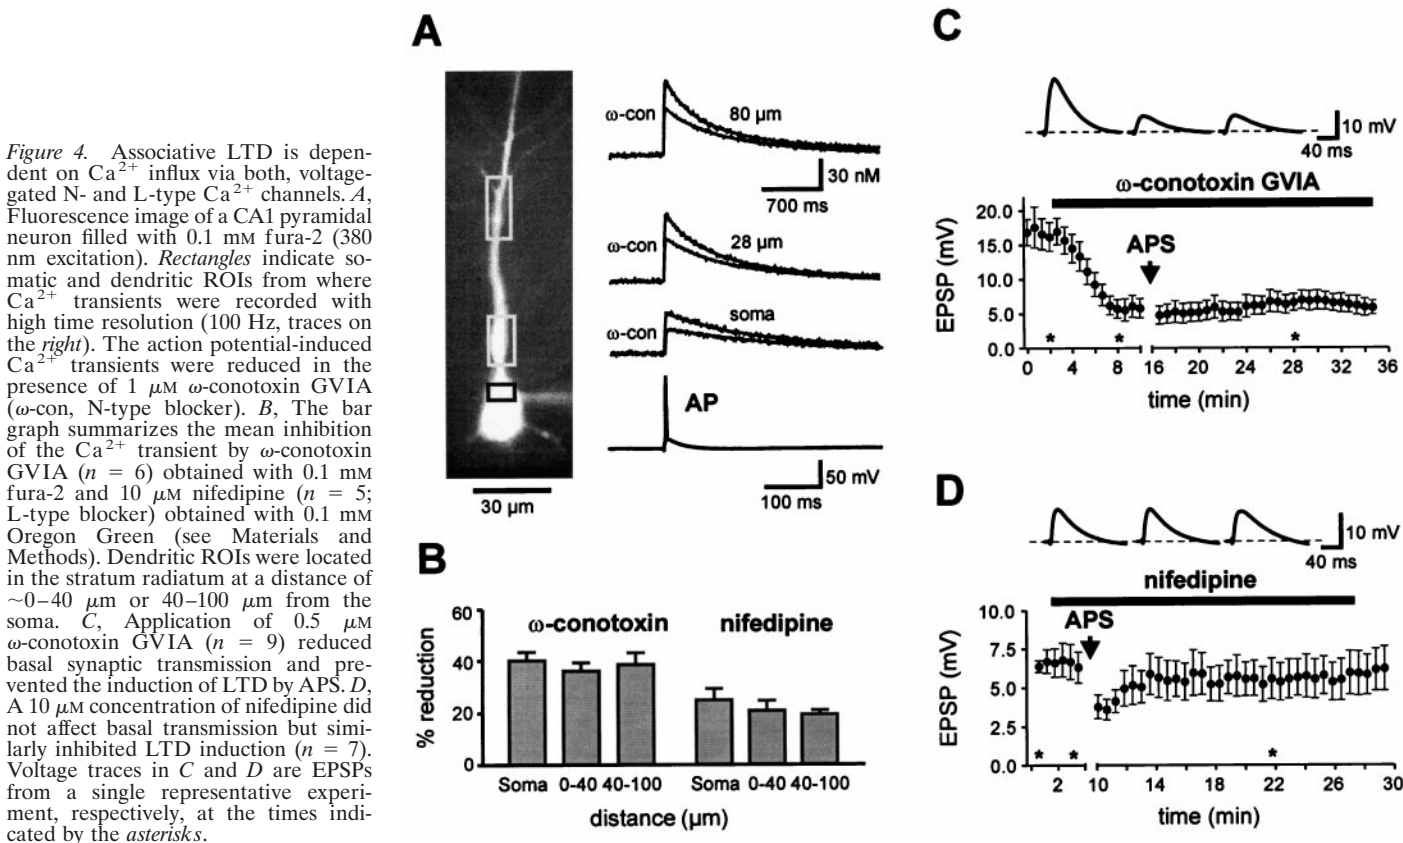 Figure 4. Associative LTD is depen-
dent on Ca2+ influx via both, voltage-
gated N- and L-type Ca2+ channels. A,
Fluorescence image of a CA1 pyramidal
neuron filled with 0.1 mM fura-2 (380
nm excitation). Rectangles indicate so-
matic and dendritic ROIs from where
Ca2+ transients were recorded with
high time resolution (100 Hz, traces on
the right). The action potential-induced
Ca2+ transients were reduced in the
presence of 1 μM ω-conotoxin GVIA
(ω-con, N-type blocker). B, The bar
graph summarizes the mean inhibition
of the Ca2+ transient by ω-conotoxin
GVIA (n = 6) obtained with 0.1 mM
fura-2 and 10 μM nifedipine (n = 5;
L-type blocker) obtained with 0.1 mM
Oregon Green (see Materials and
Methods). Dendritic ROIs were located
in the stratum radiatum at a distance of
~0–40 μm or 40–100 μm from the
soma. C, Application of 0.5 μM
ω-conotoxin GVIA (n = 9) reduced
basal synaptic transmission and pre-
vented the induction of LTD by APS. D,
A 10 μM concentration of nifedipine did
not affect basal transmission but simi-
larly inhibited LTD induction (n = 7).
Voltage traces in C and D are EPSPs
from a single representative experi-
ment, respectively, at the times indi-
cated by the asterisks.
A
ω-con
80 μm
30 nM
700 ms
ω-con
28 μm
ω-con
soma
AP
50 mV
100 ms
30 μm
B
60
40
20
0
% reduction
ω-conotoxin
nifedipine
Soma 0-40 40-100
Soma 0-40 40-100
distance (μm)
C
10 mV
40 ms
ω-conotoxin GVIA
APS
20.0
15.0
10.0
5.0
0.0
EPSP (mV)
* * *
0 4 8 16 20 24 28 32 36
time (min)
D
10 mV
40 ms
nifedipine
APS
10.0
7.5
5.0
2.5
0.0
EPSP (mV)
* * *
2 10 14 18 22 26 30
time (min)